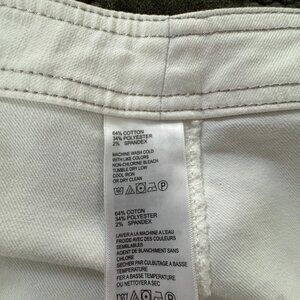 64% COTTON
34% POLYESTER
2% SPANDEX
MACHINE WASH COLD
WITH LIKE COLORS
NON-CHLORINE BLEACH
TUMBLE DRY LOW
COOL IRON
OR DRY CLEAN
P
64% COTTON
34% POLYESTER
2% SPANDEX
LAVER A LA MACHINE A L'EAU
FROIDE AVEC DES COULEURS
SEMBLABLES
AGENT DE BLANCHIMENT SANS
CHLORE
SECHER PAR CULBUTAGE A BASSE
TEMPERATURE
FER A BASSE TEMPERATURE
OU NETTOYER A SEC
P